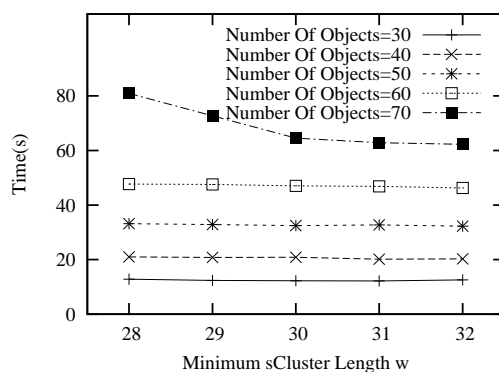 Number Of Objects=30
Number Of Objects=40
Number Of Objects=50
Number Of Objects=60
Number Of Objects=70
Time(s)
80
60
40
20
0
28 29 30 31 32
Minimum sCluster Length w